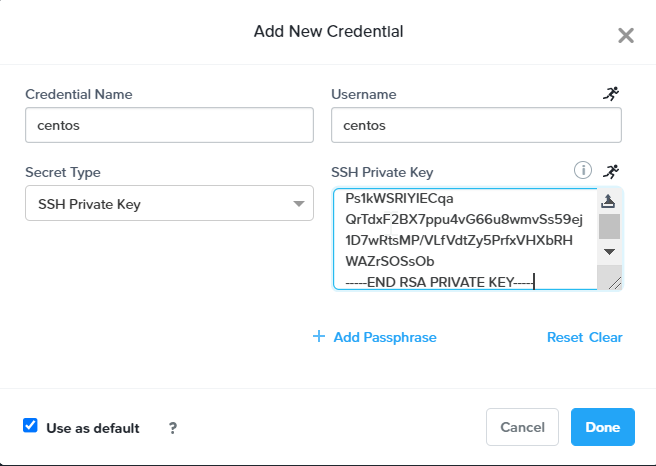 Add New Credential
Credential Name
Username
centos
centos
Secret Type
SSH Private Key
SSH Private Key
Ps1kWSRIYIECqa
QrTdxF2BX7ppu4vG66u8wmvSs59ej
1D7wRtsMP/VLfVdtZy5PrfxVHXbRH
WAZrSOSsOb
-----END RSA PRIVATE KEY-----
+ Add Passphrase
Reset Clear
Use as default ?
Cancel
Done